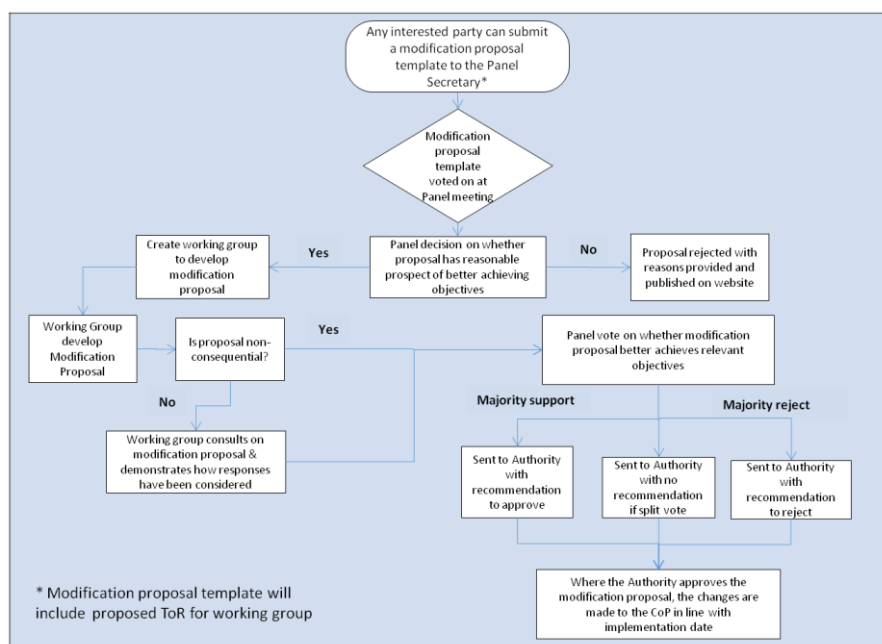 Any interested party can submit
a modification proposal
template to the Panel
Secretary*
Modification
proposal
template
voted on at
Panel meeting
Create working group
to develop
modification
proposal
Yes
Panel decision on whether
proposal has reasonable
prospect of better achieving
objectives
No
Proposal rejected with
reasons provided and
published on website
Working Group
develop
Modification
Proposal
Is proposal non-
consequential?
Yes
Panel vote on whether modification
proposal better achieves relevant
objectives
No
Working group consults on
modification proposal &
demonstrates how responses
have been considered
Majority support
Majority reject
Sent to Authority
with
recommendation
to approve
Sent to Authority
with no
recommendation
if split vote
Sent to Authority
with
recommendation
to reject
Where the Authority approves the
modification proposal, the changes are
made to the CoP in line with
implementation date
* Modification proposal template will
include proposed ToR for working group